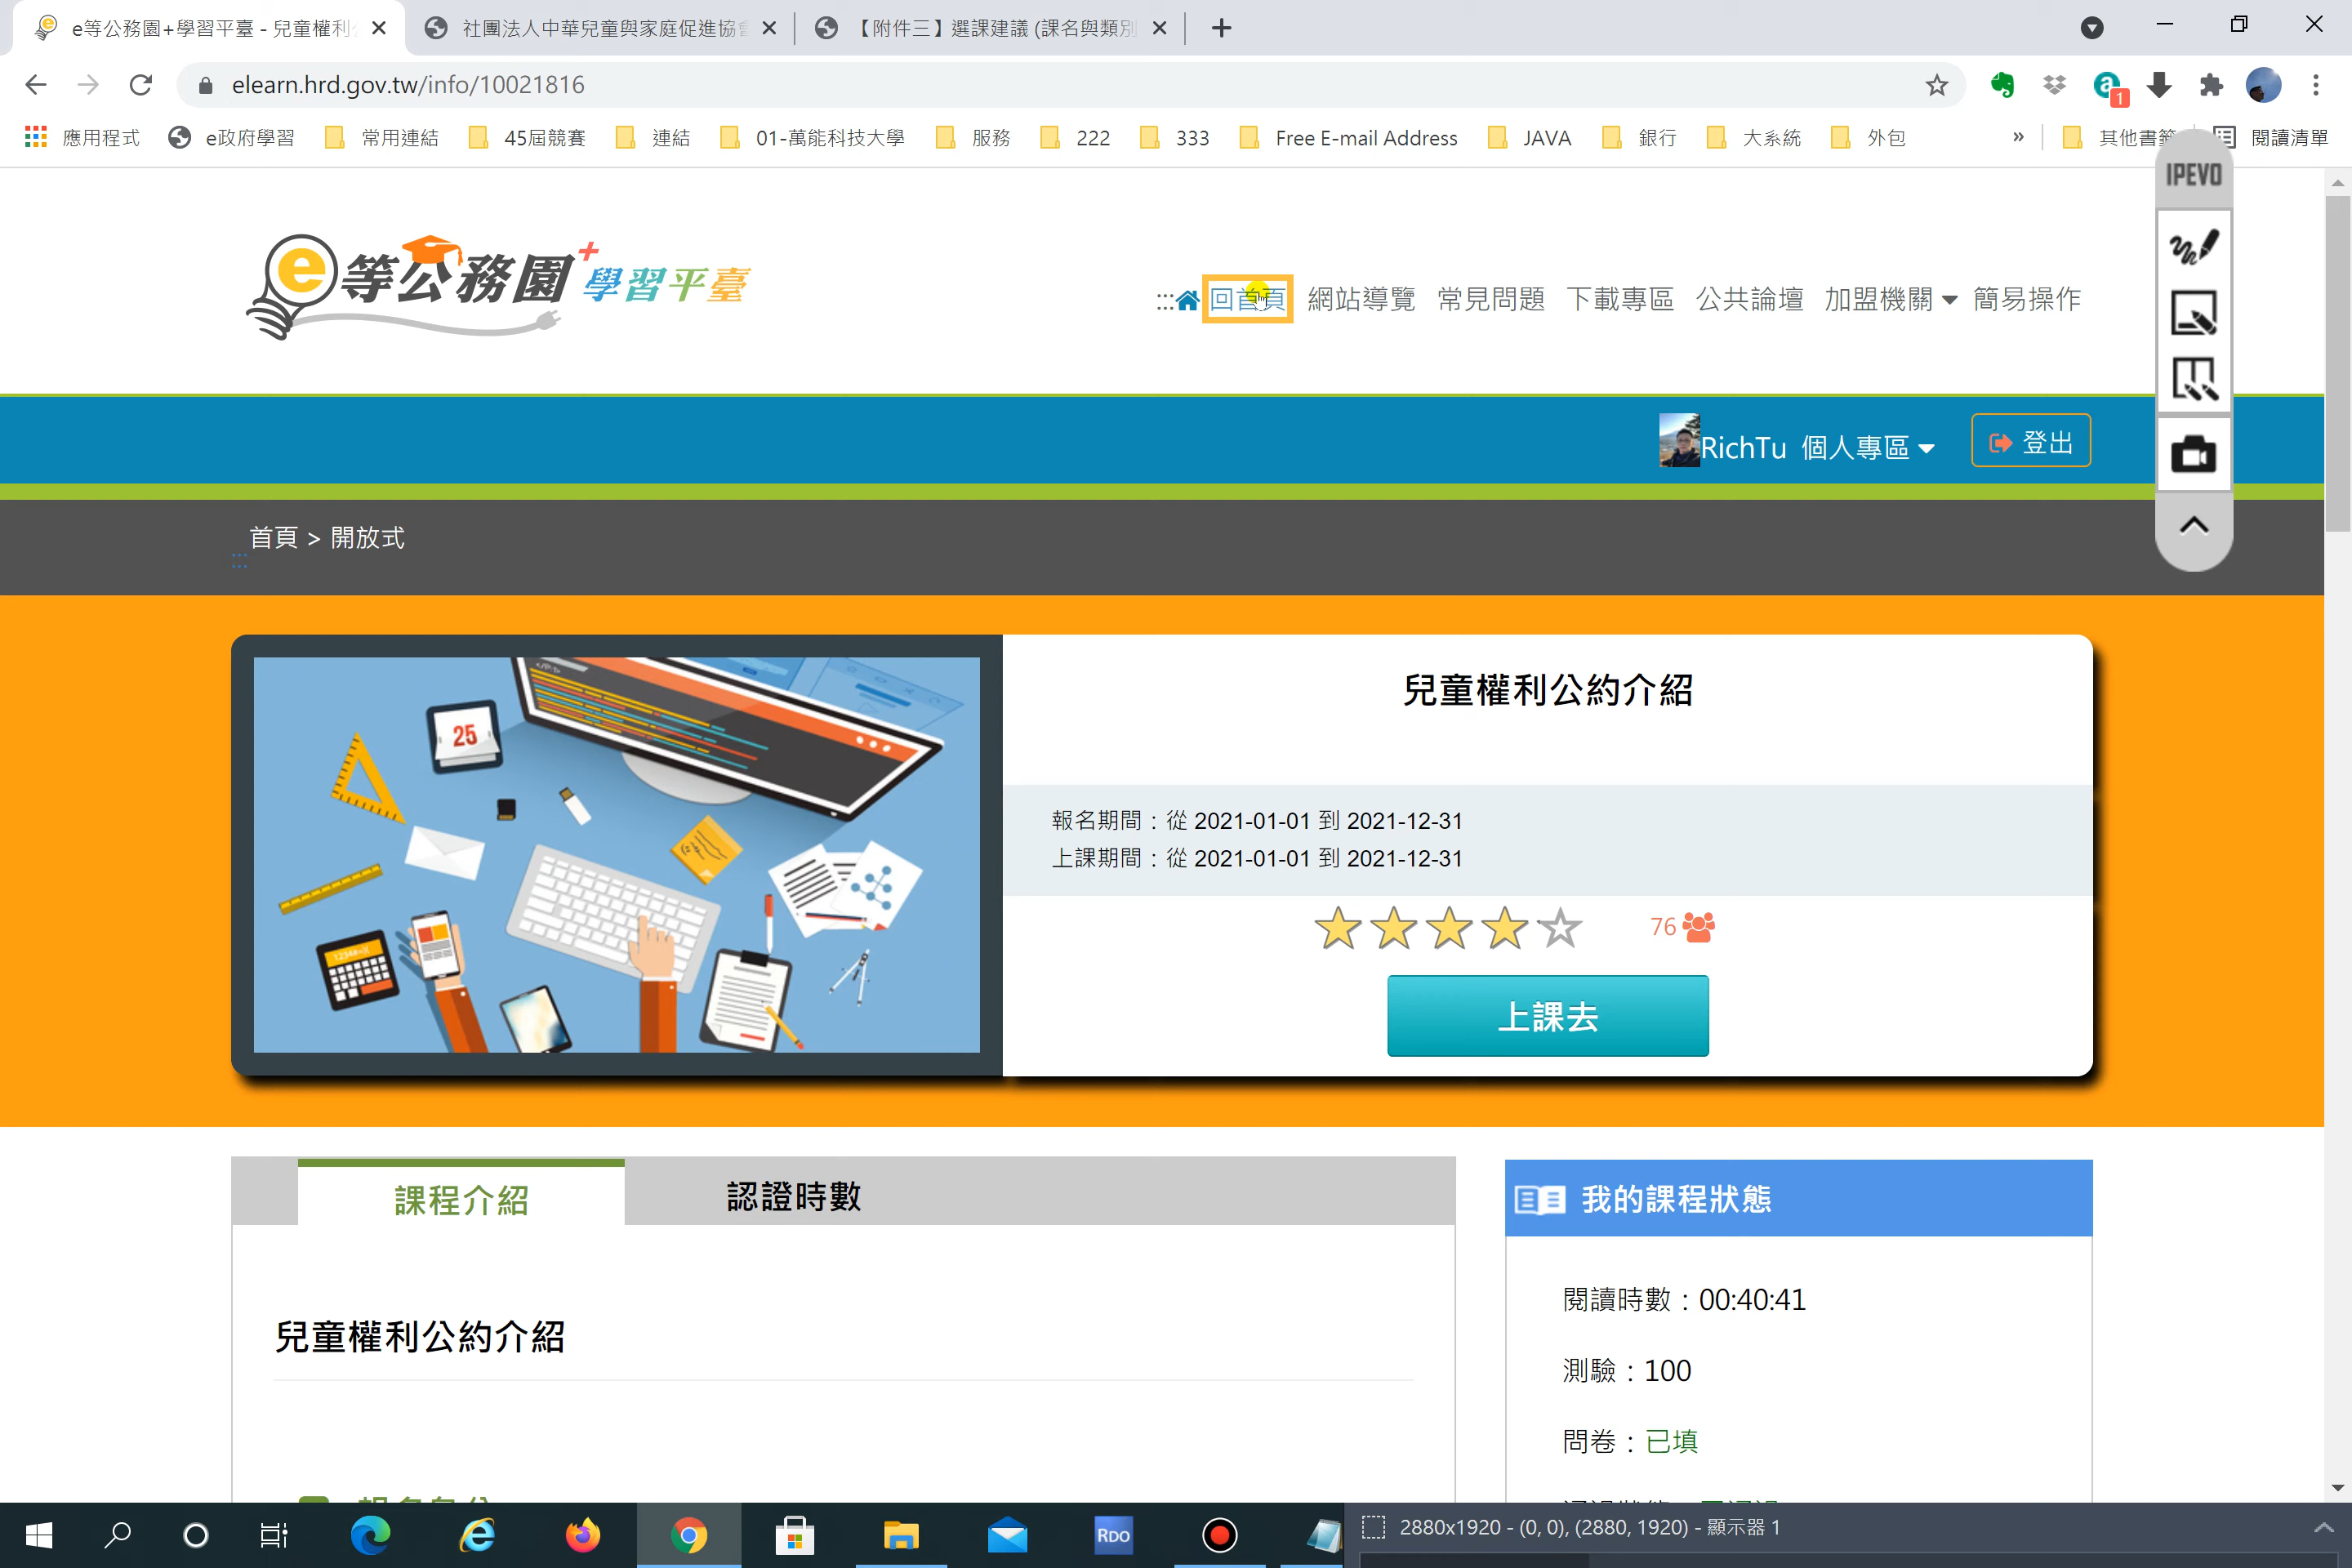 e等公務園+學習平臺 - 兒童權利
社團法人中華兒童與家庭促進協會
【附件三】選課建議 (課名與類別
elearn.hrd.gov.tw/info/10021816
1
應用程式 e政府學習 常用連結 45屆競賽 連結 01-萬能科技大學 服務 222 333 Free E-mail Address JAVA 銀行 大系統 外包 » 其他書籤 閱讀清單
IPEVO
e等公務園+學習平臺
回首頁 網站導覽 常見問題 下載專區 公共論壇 加盟機關 簡易操作
RichTu 個人專區 登出
首頁 > 開放式
25
兒童權利公約介紹
報名期間：從 2021-01-01 到 2021-12-31
上課期間：從 2021-01-01 到 2021-12-31
76
上課去
課程介紹 認證時數
我的課程狀態
兒童權利公約介紹
閱讀時數：00:40:41
測驗：100
問卷：已填
RDO
2880x1920 - (0, 0), (2880, 1920) - 顯示器 1